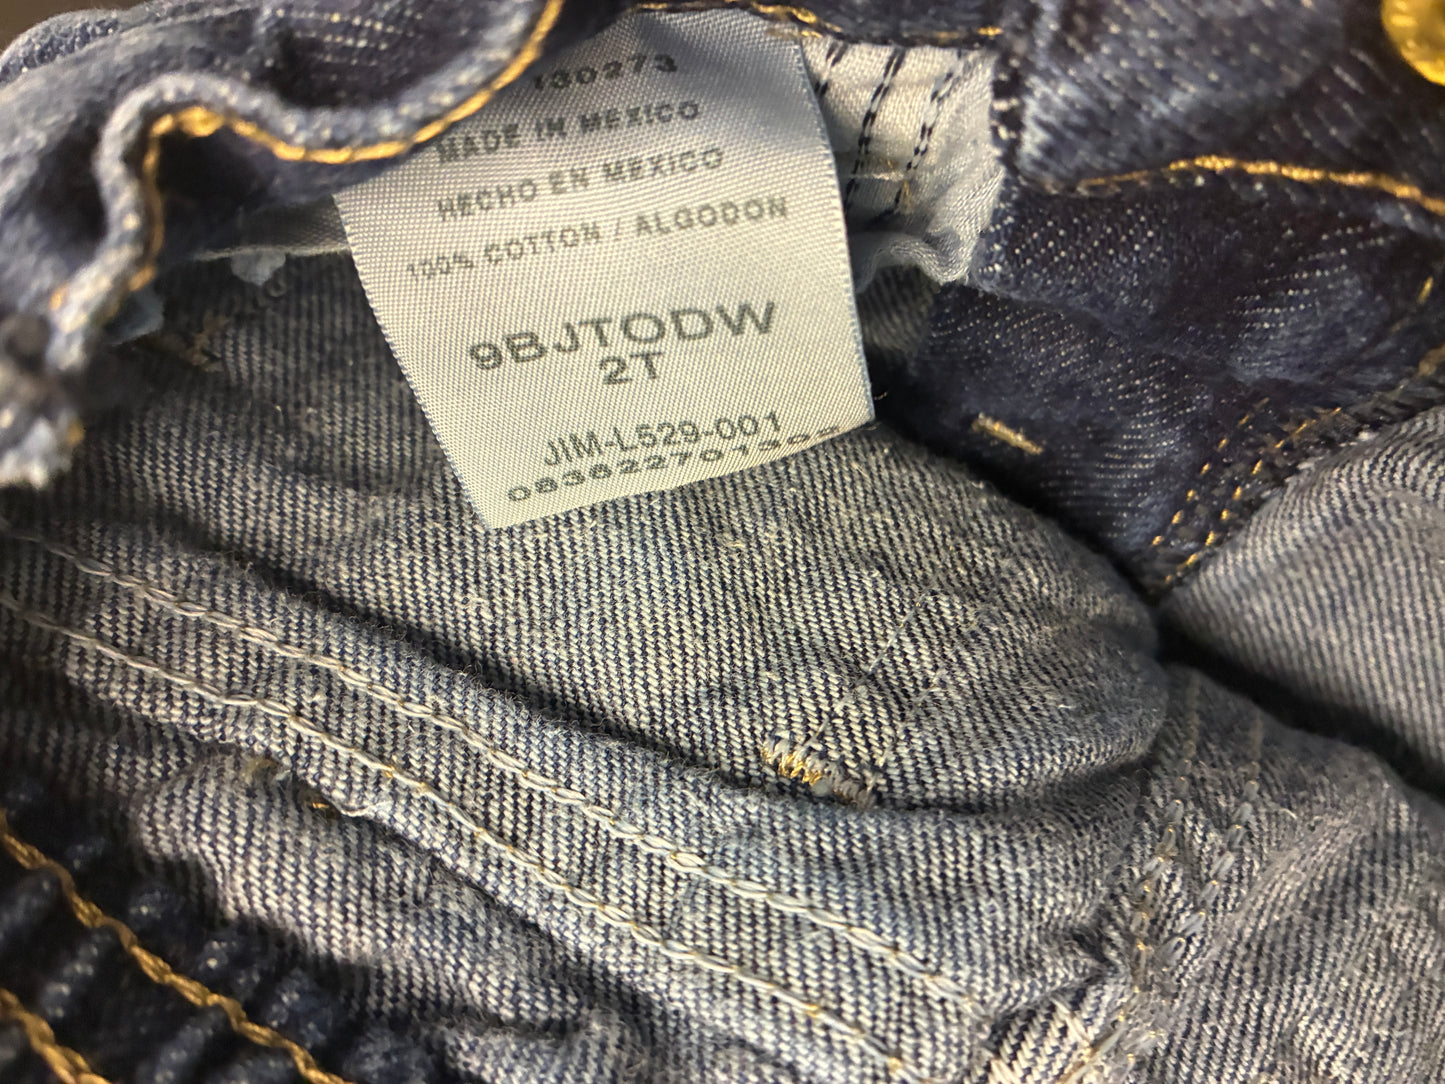 130273
MADE IN MEXICO
HECHO EN MEXICO
100% COTTON / ALGODON
9BJTODW
2T
JIM-L529-001